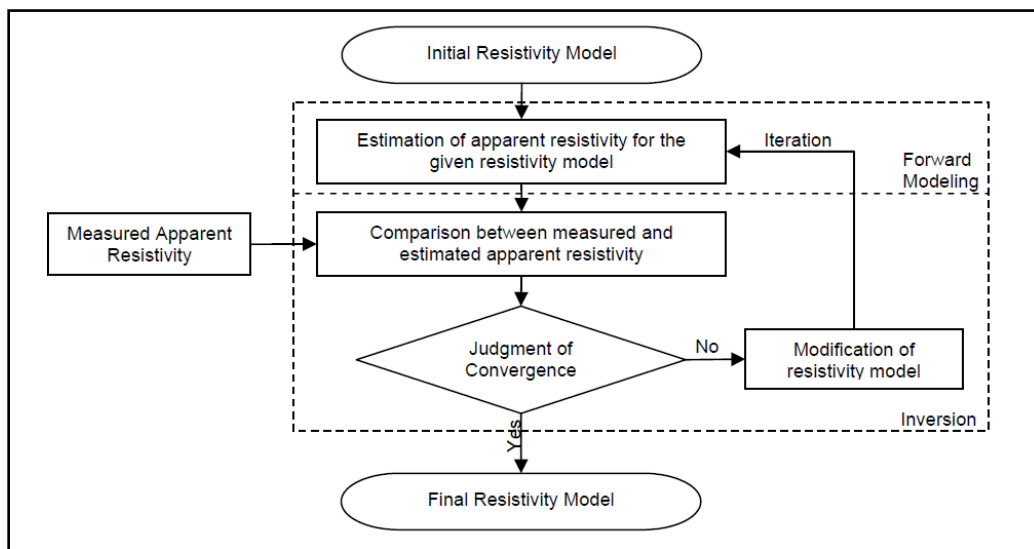 Initial Resistivity Model
Estimation of apparent resistivity for the
given resistivity model
Iteration
Forward
Modeling
Measured Apparent
Resistivity
Comparison between measured and
estimated apparent resistivity
Judgment of
Convergence
No
Modification of
resistivity model
Inversion
Yes
Final Resistivity Model